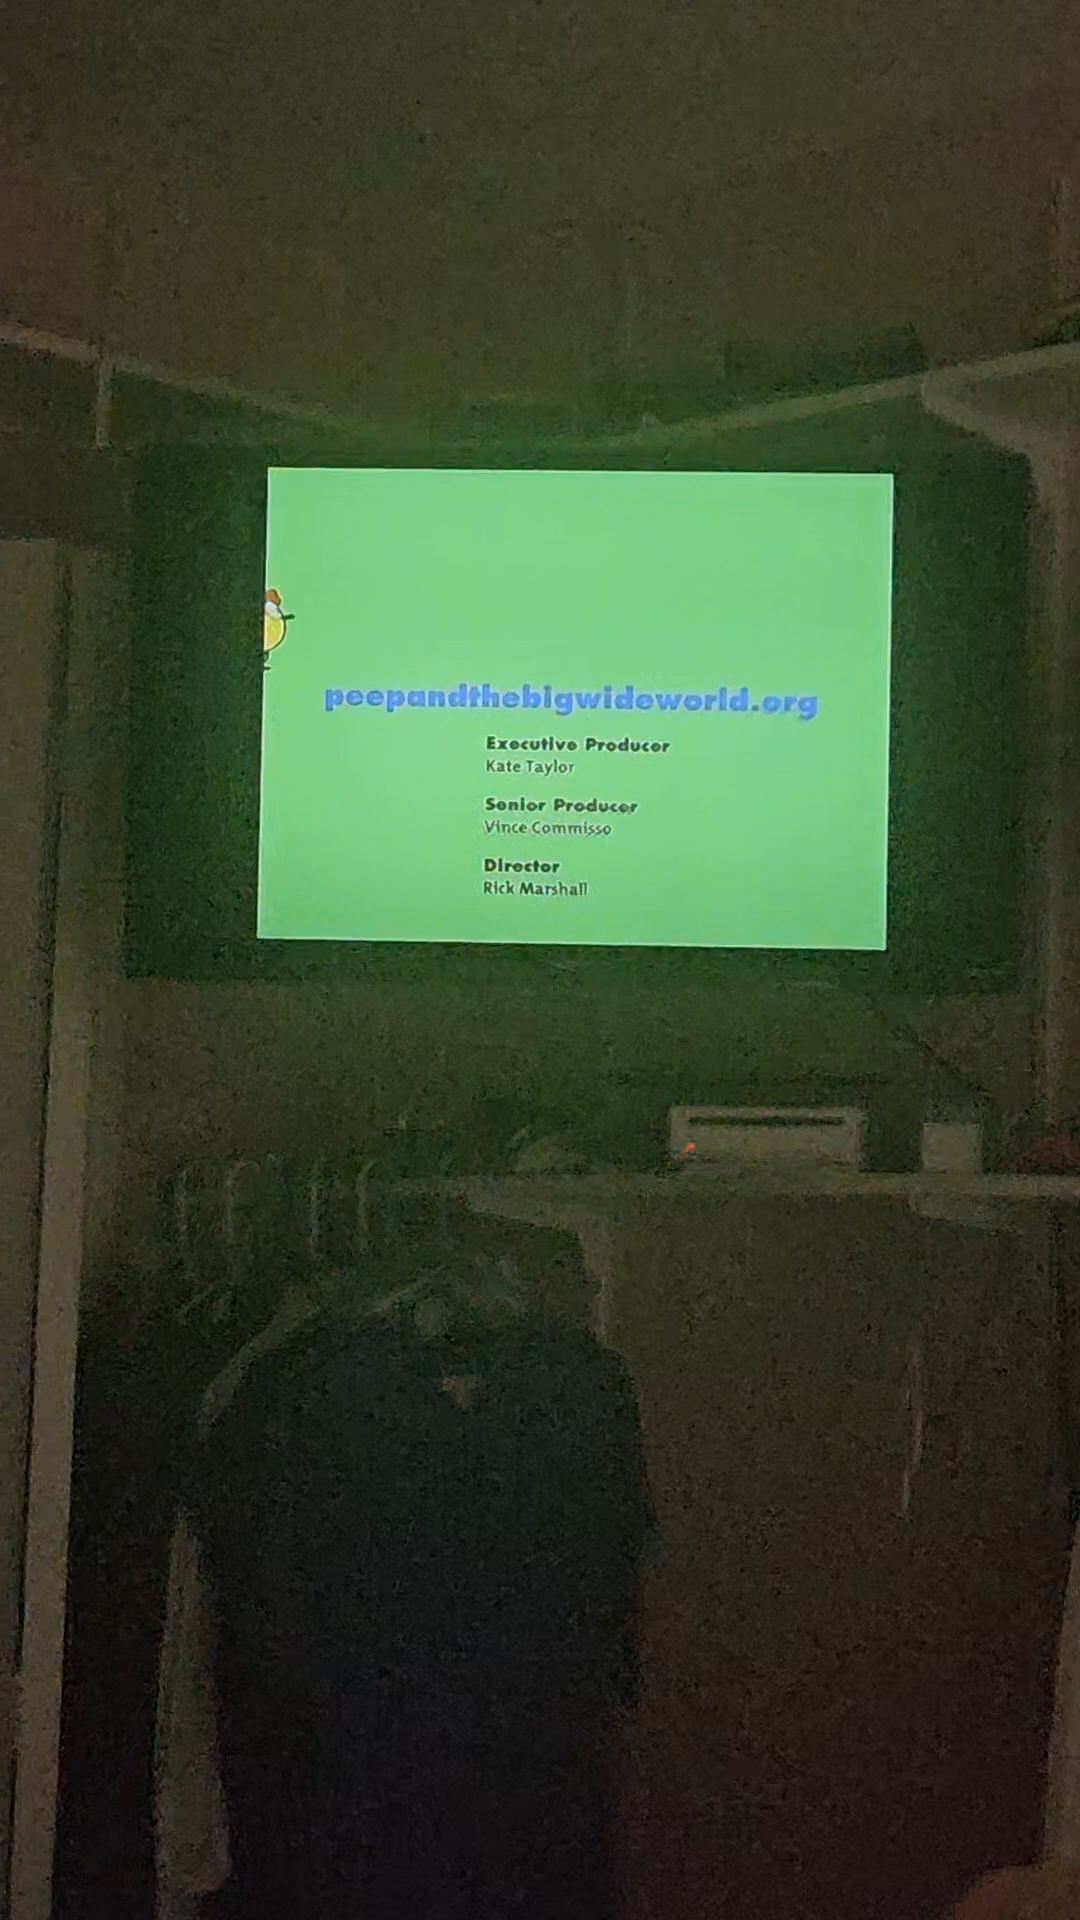 peepandthebigwideworld.org
Executive Producer
Kate Taylor
Senior Producer
Vince Commisso
Director
Rick Marshall